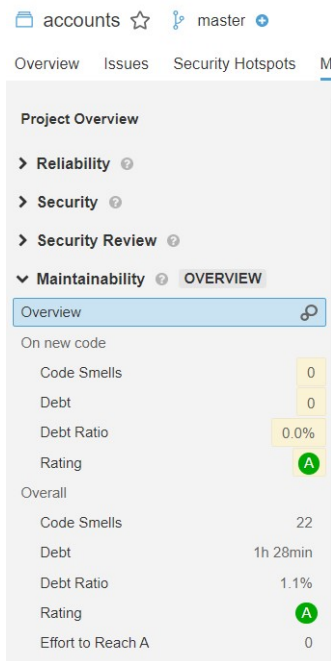 accounts master
Overview Issues Security Hotspots M
Project Overview
Reliability ?
Security ?
Security Review ?
Maintainability ? OVERVIEW
Overview
On new code
Code Smells 0
Debt 0
Debt Ratio 0.0%
Rating A
Overall
Code Smells 22
Debt 1h 28min
Debt Ratio 1.1%
Rating A
Effort to Reach A 0